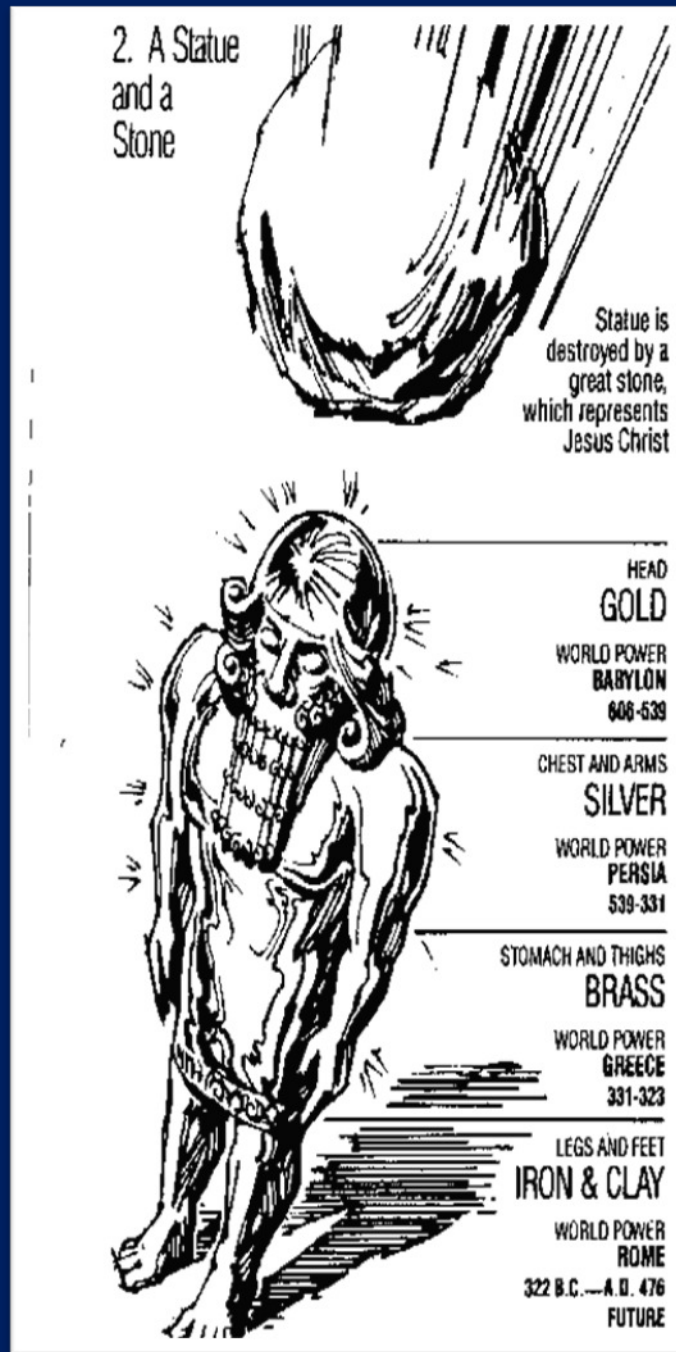 2. A Statue
and a
Stone
Statue is
destroyed by a
great stone,
which represents
Jesus Christ
HEAD
GOLD
WORLD POWER
BABYLON
606-539
CHEST AND ARMS
SILVER
WORLD POWER
PERSIA
539-331
STOMACH AND THIGHS
BRASS
WORLD POWER
GREECE
331-323
LEGS AND FEET
IRON & CLAY
WORLD POWER
ROME
322 B.C.—A.D. 476
FUTURE